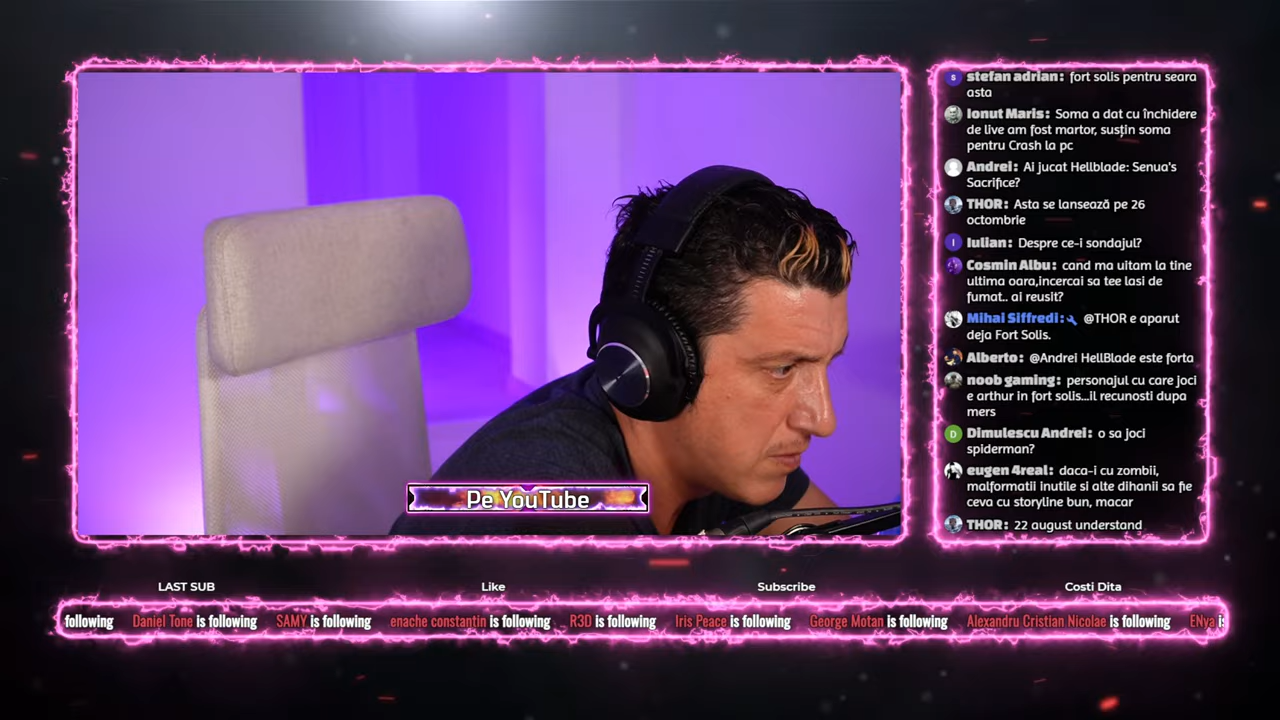 stefan adrian: fort solis pentru seara
asta
Ionut Maris: Soma a dat cu închidere
de live am fost martor, susțin soma
pentru Crash la pc
Andrei: Ai jucat Hellblade: Senua's
Sacrifice?
THOR: Asta se lansează pe 26
octombrie
Iulian: Despre ce-i sondajul?
Cosmin Albu: cand ma uitam la tine
ultima oara,incercai sa tee lasi de
fumat.. ai reusit?
Mihai Siffredi: @THOR e aparut
deja Fort Solis.
Alberto: @Andrei HellBlade este forta
noob gaming: personajul cu care joci
e arthur in fort solis...il recunosti dupa
mers
Dimulescu Andrei: o sa joci
spiderman?
eugen 4real: daca-i cu zombii,
malformatii inutile si alte dihanii sa fie
ceva cu storyline bun, macar
THOR: 22 august understand
Pe YouTube
LAST SUB Like Subscribe Costi Dita
following Daniel Tone is following SAMY is following enache constantin is following R3D is following Iris Peace is following George Motan is following Alexandru Cristian Nicolae is following ENya is